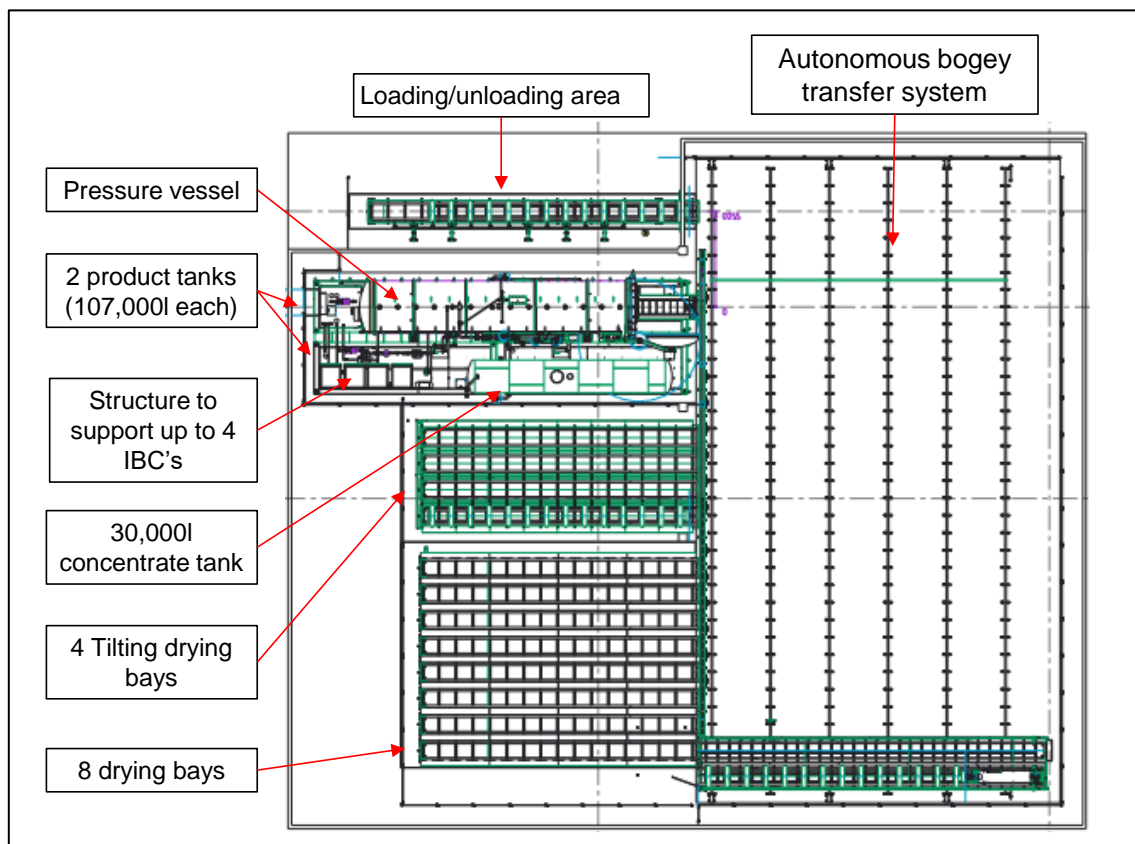 Autonomous bogey
transfer system
Loading/unloading area
Pressure vessel
2 product tanks
(107,000l each)
Structure to
support up to 4
IBC's
30,000l
concentrate tank
4 Tilting drying
bays
8 drying bays
0